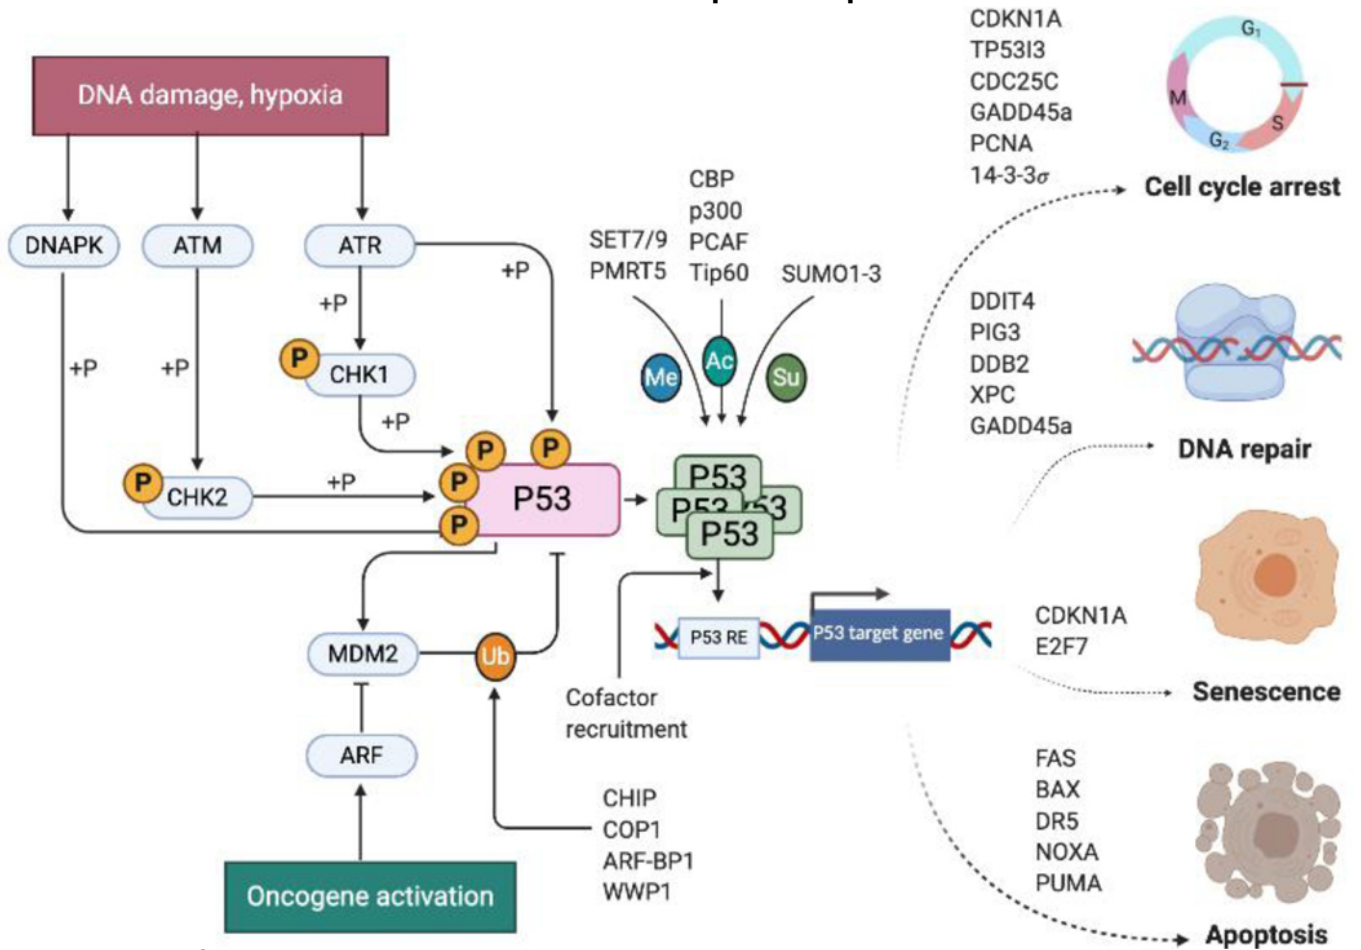 DNA damage, hypoxia
DNAPK
ATM
ATR
+P
+P
+P
+P
P
CHK1
+P
P
CHK2
+P
P
P
P
P
P53
MDM2
Ub
ARF
Oncogene activation
CHIP
COP1
ARF-BP1
WWP1
SET7/9
PMRT5
CBP
p300
PCAF
Tip60
SUMO1-3
Me
Ac
Su
P53
P53
53
P53
Cofactor
recruitment
P53 RE
P53 target gene
CDKN1A
TP53I3
CDC25C
GADD45a
PCNA
14-3-3σ
G1
S
G2
M
Cell cycle arrest
DDIT4
PIG3
DDB2
XPC
GADD45a
DNA repair
CDKN1A
E2F7
Senescence
FAS
BAX
DR5
NOXA
PUMA
Apoptosis